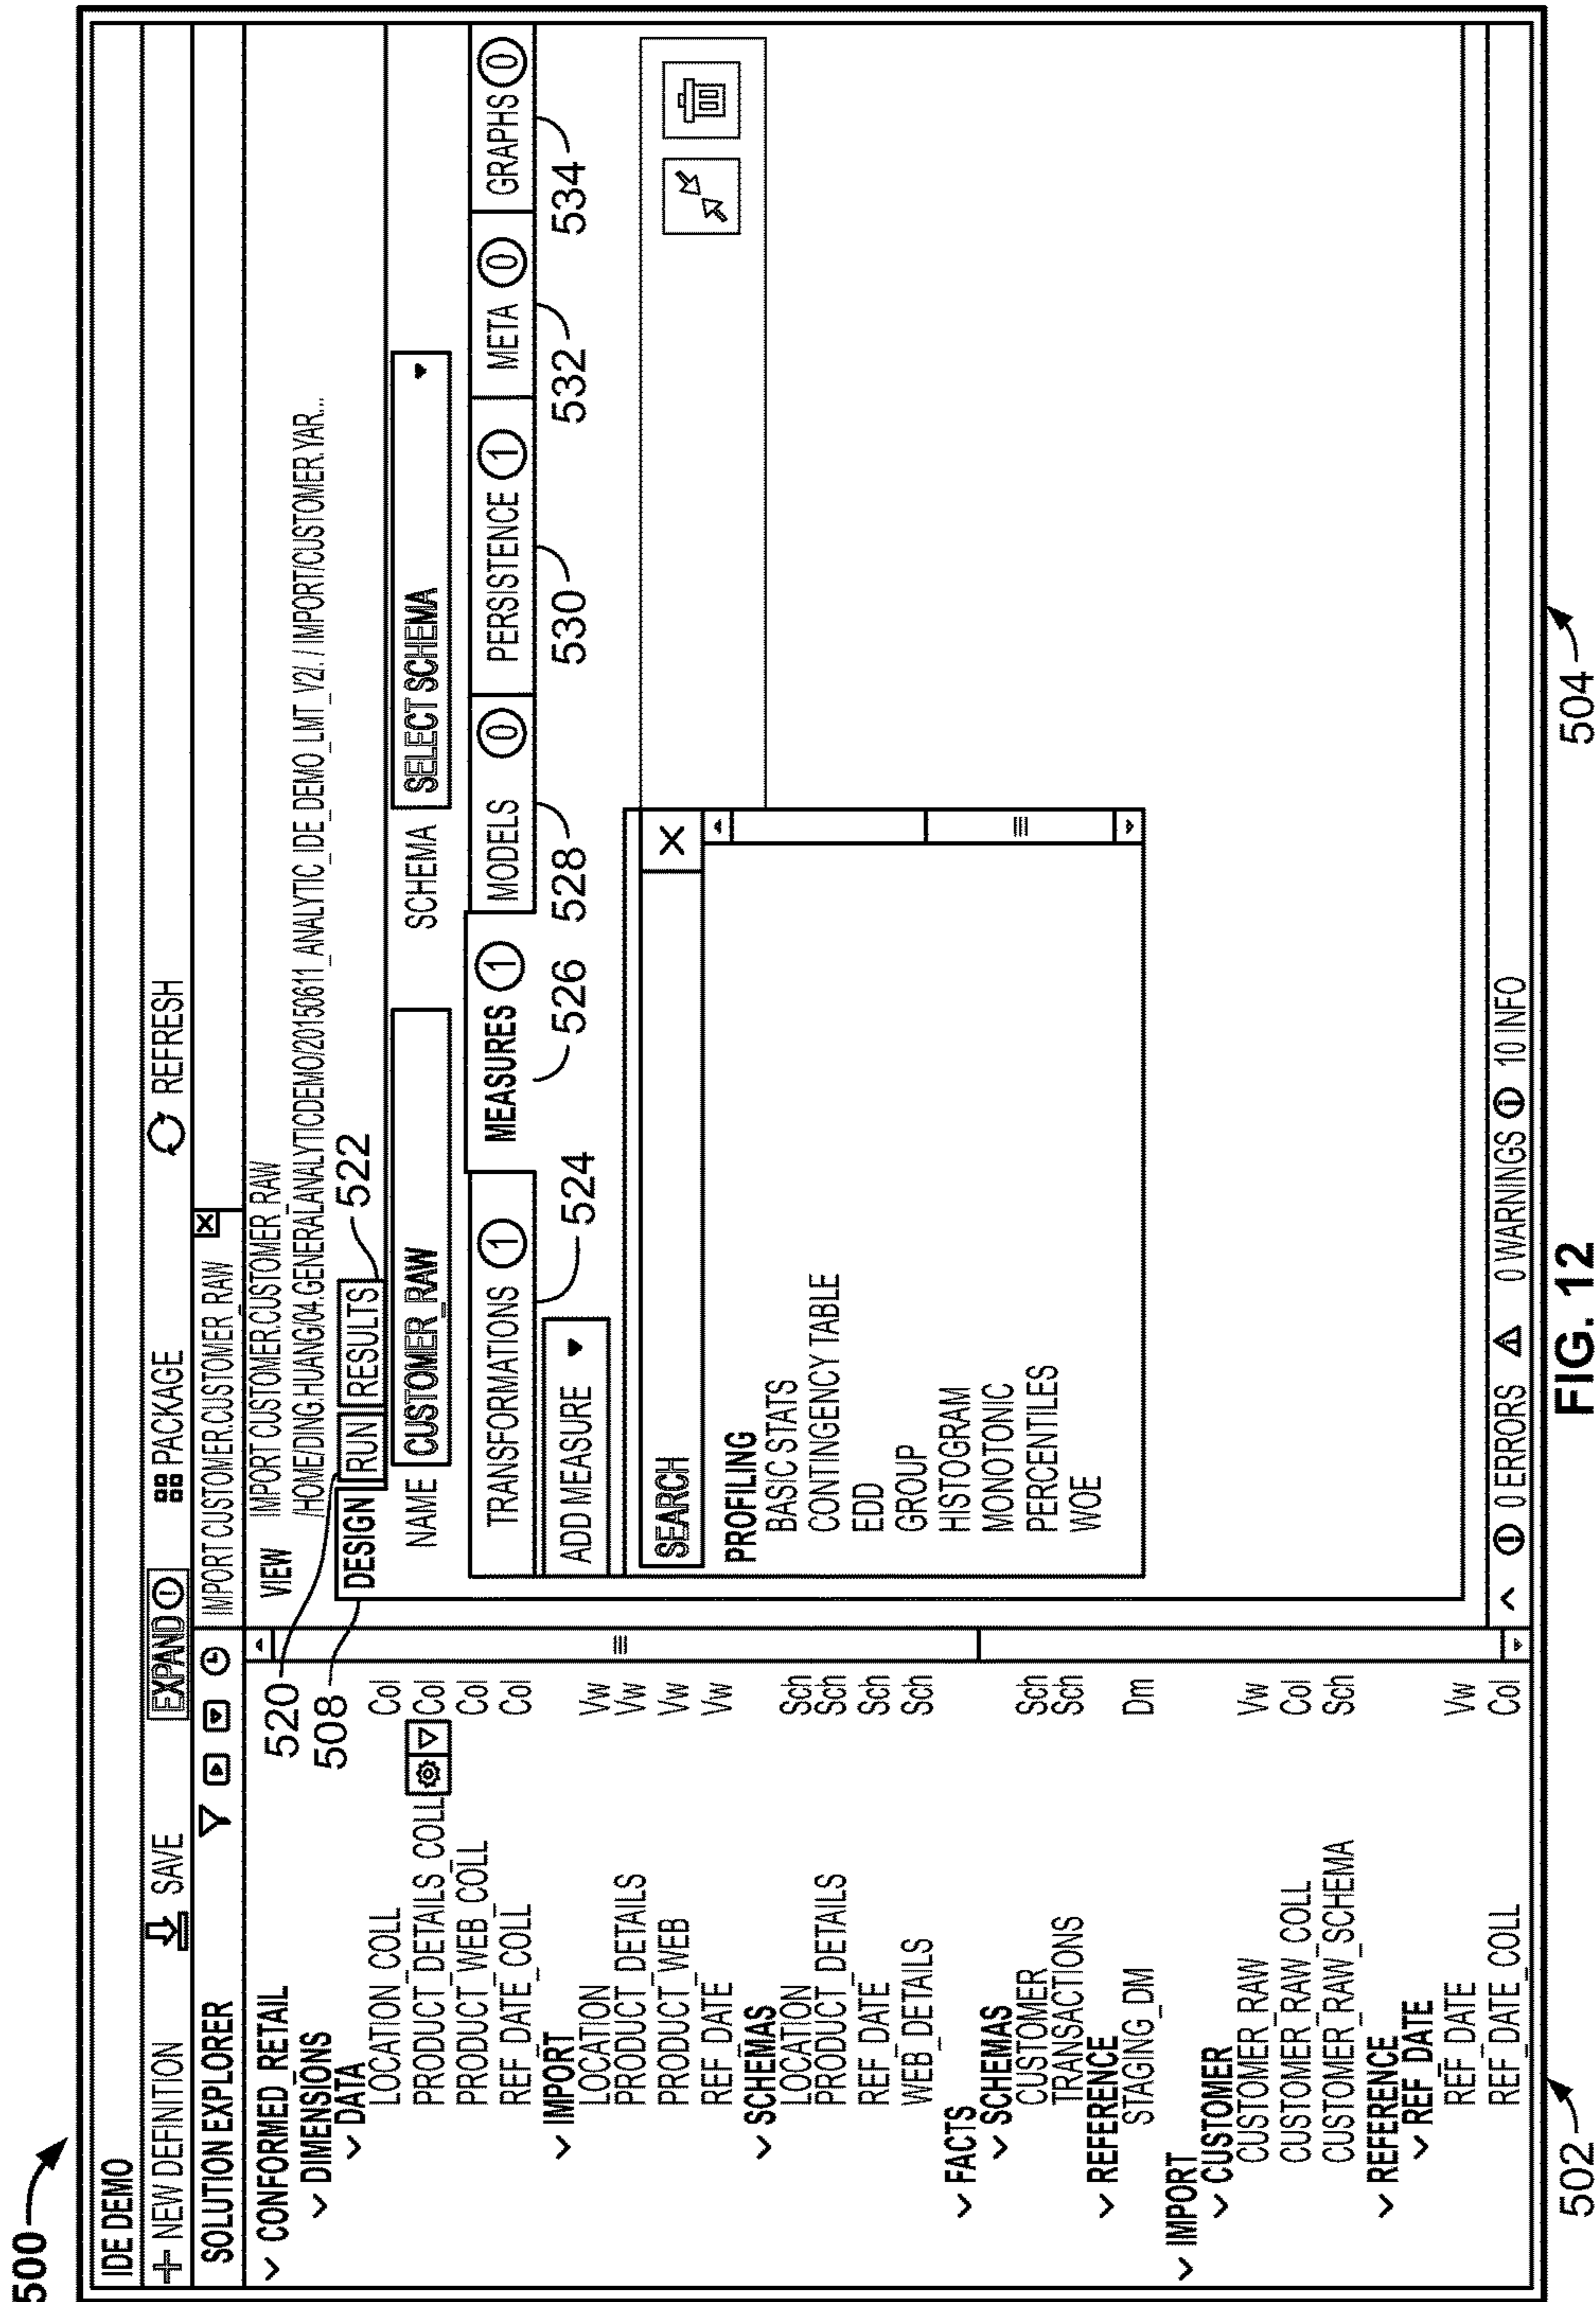 500
IDE DEMO
NEW DEFINITION SAVE EXPAND PACKAGE REFRESH
SOLUTION EXPLORER
CONFORMED_RETAIL
DIMENSIONS
DATA
LOCATION_COLL Col
PRODUCT_DETAILS_COLL Col
PRODUCT_WEB_COLL Col
REF_DATE_COLL Col
IMPORT
LOCATION Vw
PRODUCT_DETAILS Vw
PRODUCT_WEB Vw
REF_DATE Vw
SCHEMAS
LOCATION Sch
PRODUCT_DETAILS Sch
REF_DATE Sch
WEB_DETAILS Sch
FACTS
SCHEMAS
CUSTOMER Sch
TRANSACTIONS Sch
REFERENCE
STAGING_DM Dm
IMPORT
CUSTOMER
CUSTOMER_RAW Vw
CUSTOMER_RAW_COLL Col
CUSTOMER_RAW_SCHEMA Sch
REFERENCE
REF_DATE
REF_DATE Vw
REF_DATE_COLL Col
IMPORT CUSTOMER.CUSTOMER_RAW X
VIEW IMPORT CUSTOMER.CUSTOMER_RAW
/HOME/DING.HUANG/04.GENERALANALYTICDEMO/20150611_ANALYTIC_IDE_DEMO_LMT_V2/. / IMPORT/CUSTOMER.YAR...
520
508
DESIGN RUN RESULTS 522
NAME CUSTOMER_RAW SCHEMA SELECT SCHEMA
TRANSFORMATIONS 1 MEASURES 1 MODELS 0 PERSISTENCE 1 META 0 GRAPHS 0
524 526 528 530 532 534
ADD MEASURE
SEARCH X
PROFILING
BASIC STATS
CONTINGENCY TABLE
EDD
GROUP
HISTOGRAM
MONOTONIC
PERCENTILES
WOE
0 ERRORS 0 WARNINGS 10 INFO
502 504
FIG. 12